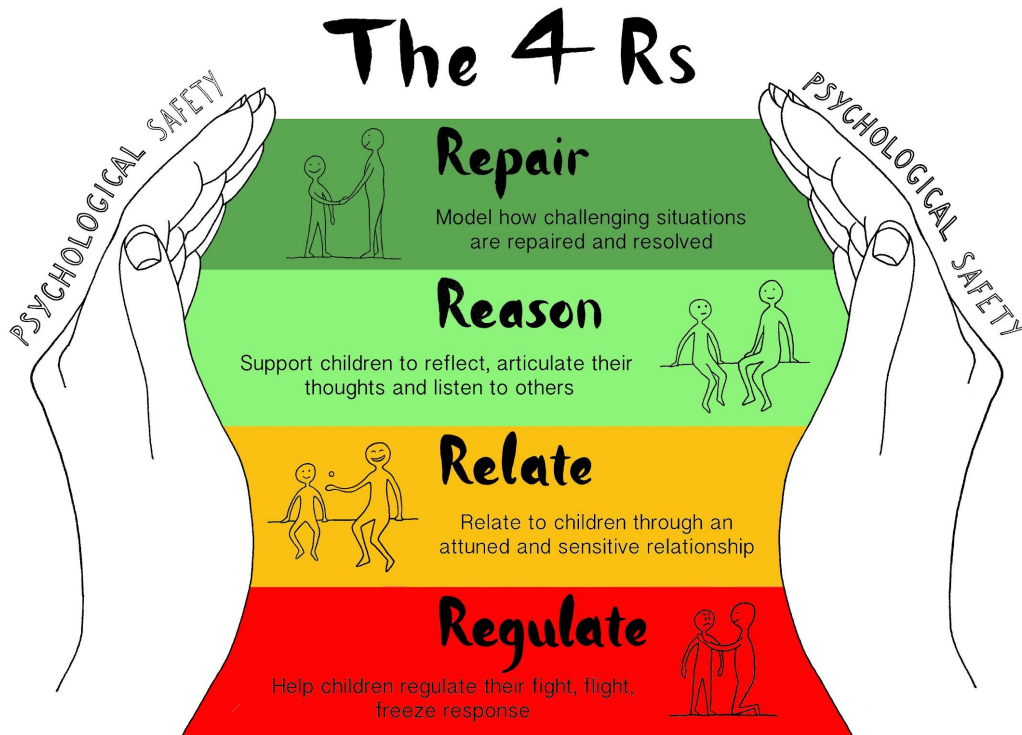 The 4 Rs
PSYCHOLOGICAL SAFETY
PSYCHOLOGICAL SAFETY
Repair
Model how challenging situations
are repaired and resolved
Reason
Support children to reflect, articulate their
thoughts and listen to others
Relate
Relate to children through an
attuned and sensitive relationship
Regulate
Help children regulate their fight, flight,
freeze response